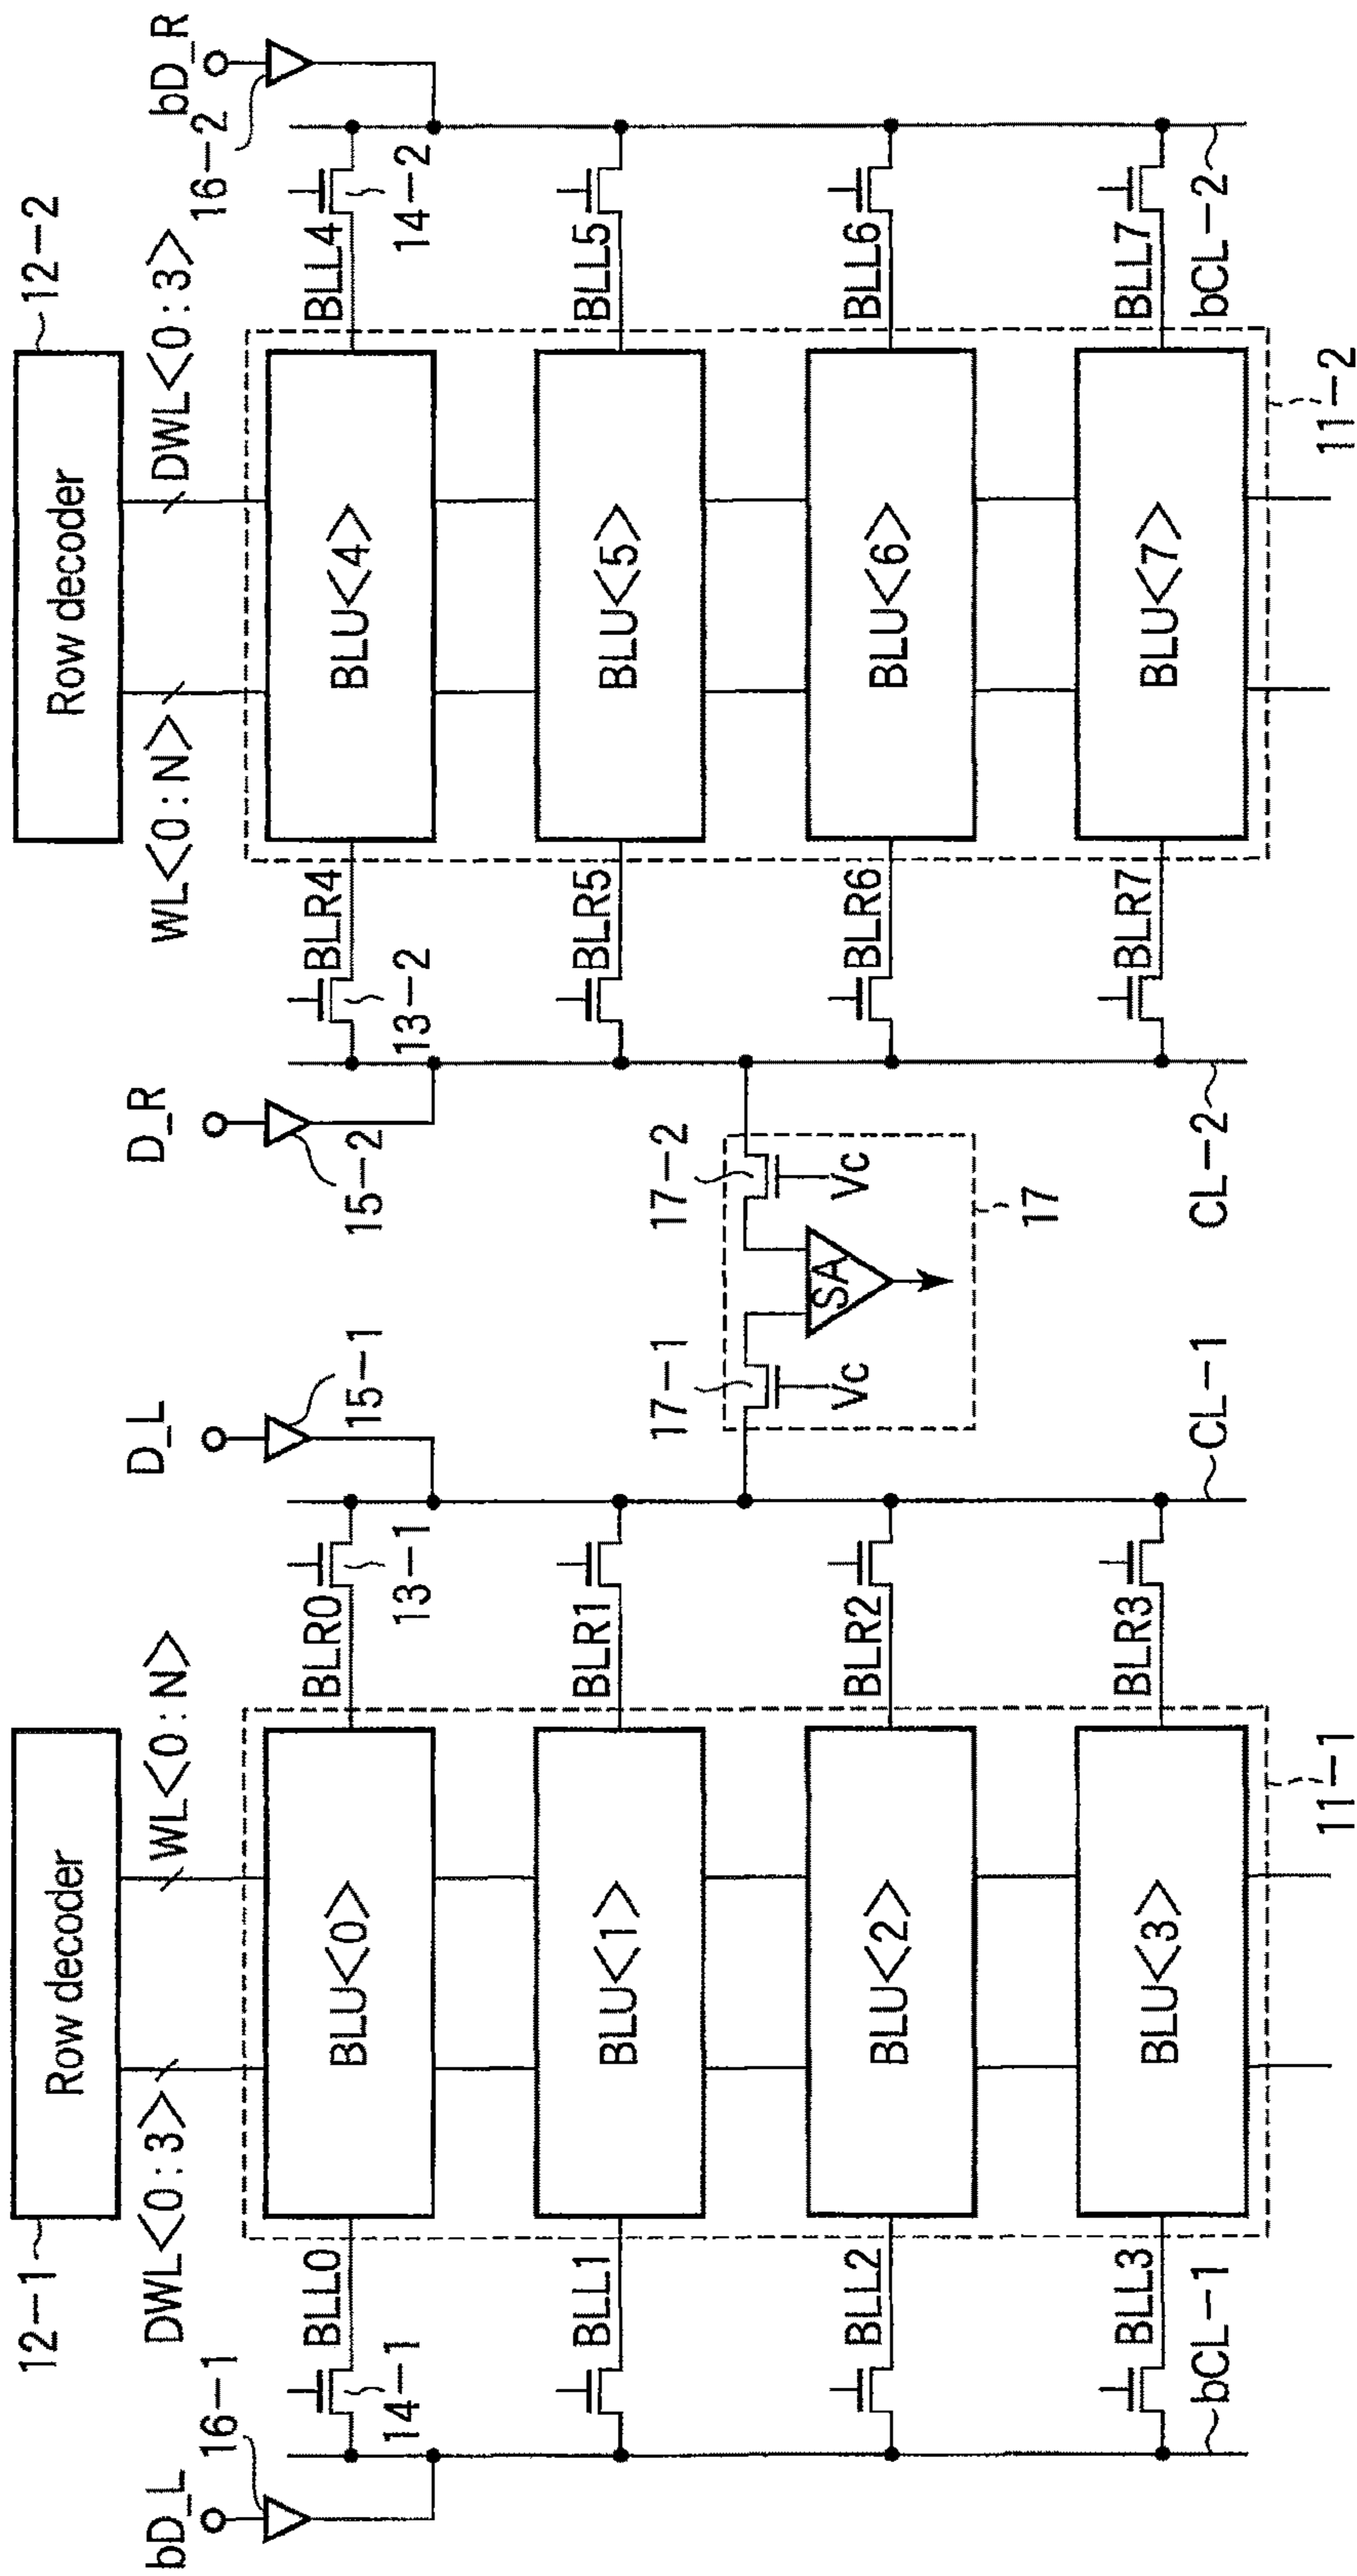 12-1
Row decoder
Row decoder
12-2
DWL<0:3>
WL<0:N>
D_L
D_R
WL<0:N>
DWL<0:3>
bD_L
16-1
15-1
15-2
16-2
bD_R
BLL0
BLU<0>
BLR0
BLR4
BLU<4>
BLL4
14-1
13-1
13-2
14-2
BLL1
BLU<1>
BLR1
BLR5
BLU<5>
BLL5
17-1
17-2
SA
Vc
Vc
BLL2
BLU<2>
BLR2
BLR6
BLU<6>
BLL6
17
BLL3
BLU<3>
BLR3
BLR7
BLU<7>
BLL7
bCL-1
CL-1
CL-2
bCL-2
11-1
11-2